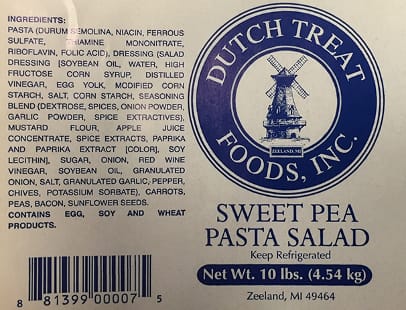 INGREDIENTS:
PASTA (DURUM SEMOLINA, NIACIN, FERROUS
SULFATE, THIAMINE MONONITRATE,
RIBOFLAVIN, FOLIC ACID), DRESSING (SALAD
DRESSING [SOYBEAN OIL, WATER, HIGH
FRUCTOSE CORN SYRUP, DISTILLED
VINEGAR, EGG YOLK, MODIFIED CORN
STARCH, SALT, CORN STARCH, SEASONING
BLEND (DEXTROSE, SPICES, ONION POWDER,
GARLIC POWDER, SPICE EXTRACTIVES),
MUSTARD FLOUR, APPLE JUICE
CONCENTRATE, SPICE EXTRACTS, PAPRIKA
AND PAPRIKA EXTRACT [COLOR], SOY
LECITHIN], SUGAR, ONION, RED WINE
VINEGAR, SOYBEAN OIL, GRANULATED
ONION, SALT, GRANULATED GARLIC, PEPPER,
CHIVES, POTASSIUM SORBATE), CARROTS,
PEAS, BACON, SUNFLOWER SEEDS.
CONTAINS EGG, SOY AND WHEAT
PRODUCTS.
8 81399 00007 5
DUTCH TREAT
ZEELAND, MI
FOODS, INC.
SWEET PEA
PASTA SALAD
Keep Refrigerated
Net Wt. 10 lbs. (4.54 kg)
Zeeland, MI 49464